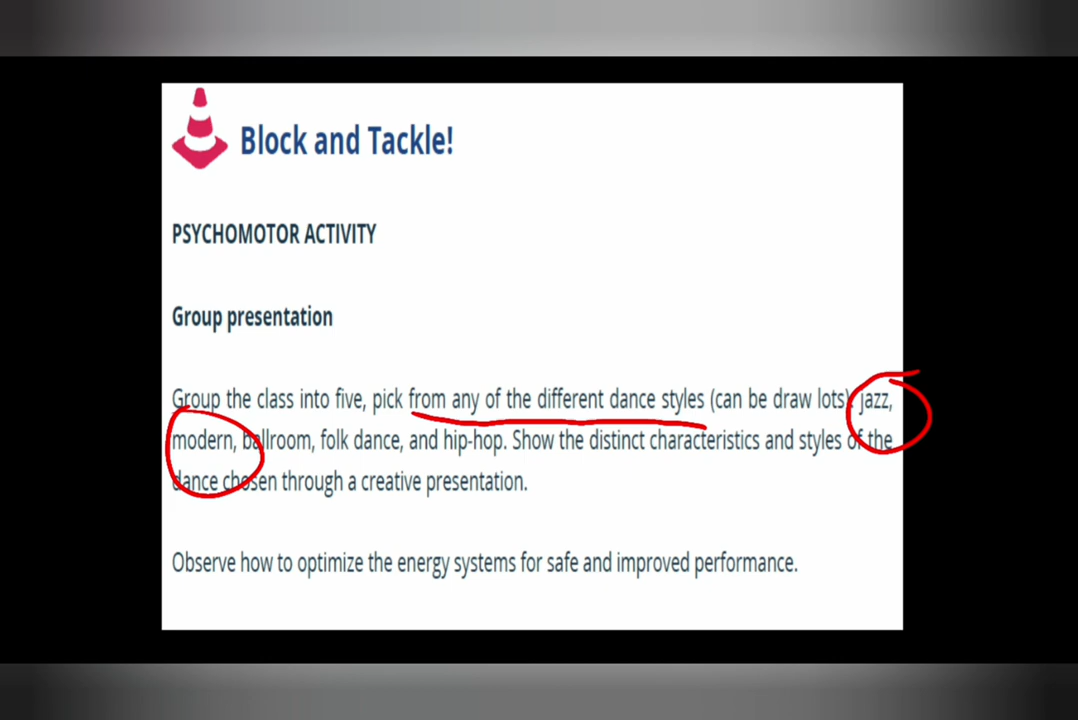 Block and Tackle!
PSYCHOMOTOR ACTIVITY
Group presentation
Group the class into five, pick from any of the different dance styles (can be draw lots): jazz,
modern, ballroom, folk dance, and hip-hop. Show the distinct characteristics and styles of the
dance chosen through a creative presentation.
Observe how to optimize the energy systems for safe and improved performance.